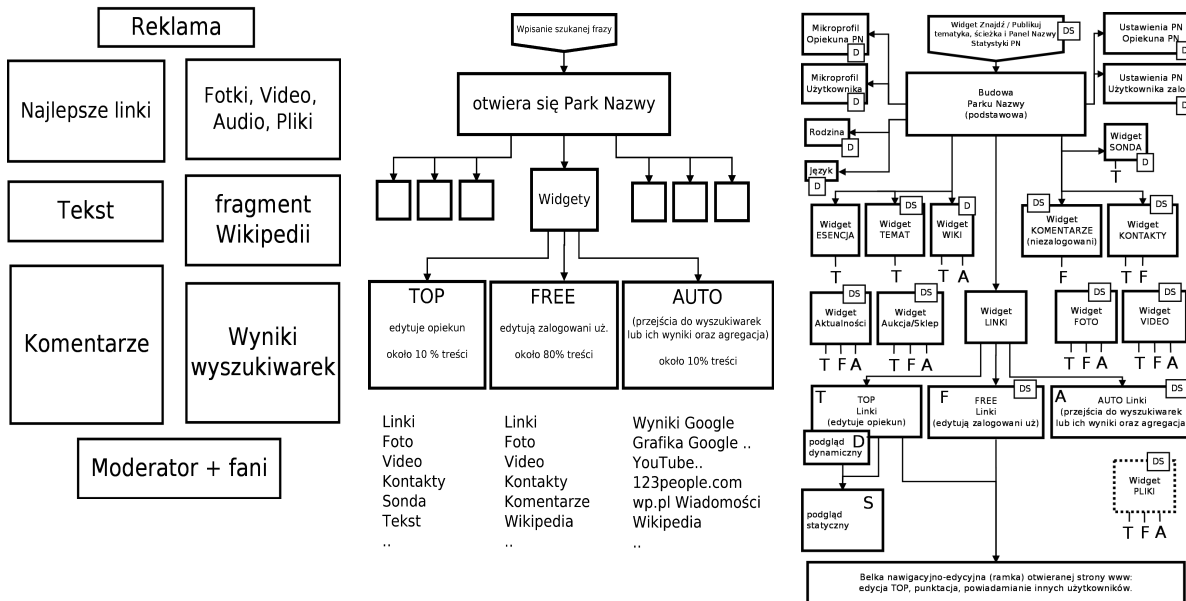 Reklama
Najlepsze linki
Fotki, Video,
Audio, Pliki
Tekst
fragment
Wikipedii
Komentarze
Wyniki
wyszukiwarek
Moderator + fani
Wpisanie szukanej frazy
otwiera się Park Nazwy
Widgety
TOP
edytuje opiekun
około 10 % treści
FREE
edytują zalogowani uż.
około 80% treści
AUTO
(przejścia do wyszukiwarek
lub ich wyniki oraz agregacja)
około 10% treści
Linki
Foto
Video
Kontakty
Sonda
Tekst
..
Linki
Foto
Video
Kontakty
Komentarze
Wikipedia
..
Wyniki Google
Grafika Google ..
YouTube..
123people.com
wp.pl Wiadomości
Wikipedia
..
Mikroprofil
Opiekuna PN
D
Widget Znajdź / Publikuj
tematyka, ścieżka i Panel Nazwy
Statystyki PN
DS
Ustawienia PN
Opiekuna PN
D
Mikroprofil
Użytkownika
D
Budowa
Parku Nazwy
(podstawowa)
Ustawienia PN
Użytkownika zalo
D
Rodzina
D
Język
D
Widget
SONDA
D
T
Widget
ESENCJA
T
DS
Widget
TEMAT
T
D
Widget
WIKI
T A
DS
Widget
KOMENTARZE
(niezalogowani)
F
DS
Widget
KONTAKTY
T F
DS
Widget
Aktualności
T F A
DS
Widget
Aukcja/Sklep
T F A
Widget
LINKI
DS
Widget
FOTO
T F A
DS
Widget
VIDEO
T F A
T
TOP
Linki
(edytuje opiekun)
F
DS
FREE
Linki
(edytują zalogowani uż)
A
DS
AUTO Linki
(przejścia do wyszukiwarek
lub ich wyniki oraz agregacja
podgląd
dynamiczny
D
podgląd
statyczny
S
DS
Widget
PLIKI
T F A
Belka nawigacyjno-edycyjna (ramka) otwieranej strony www:
edycja TOP, punktacja, powiadamianie innych użytkowników.